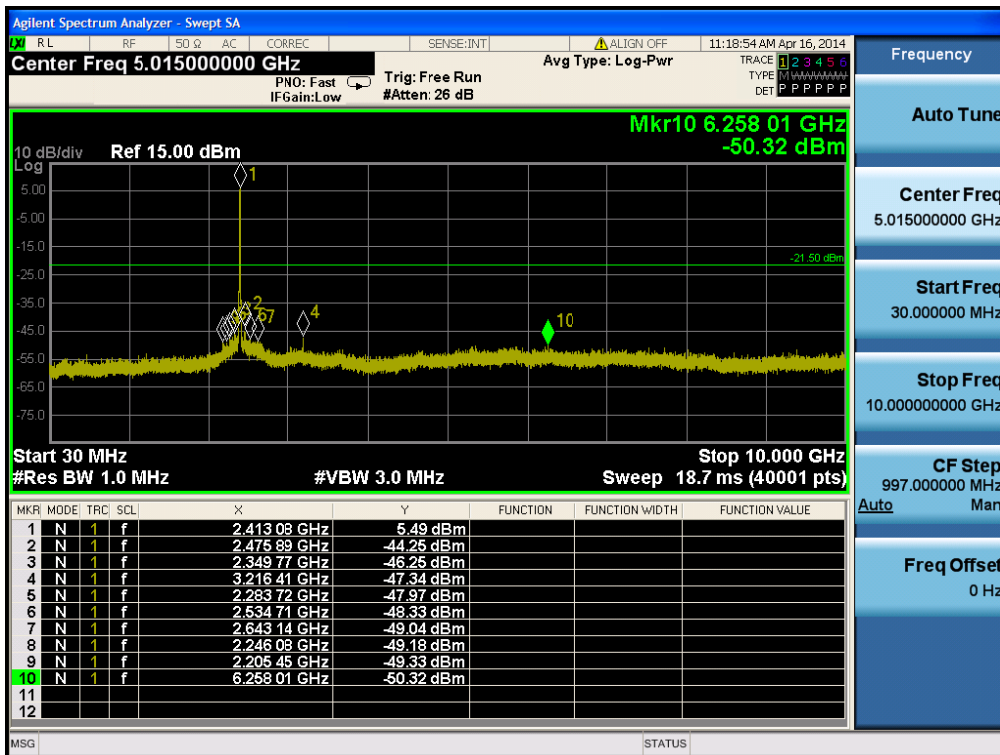 Agilent Spectrum Analyzer - Swept SA
LXI RL RF 50 Ω AC CORREC SENSE:INT ALIGN OFF 11:18:54 AM Apr 16, 2014
Center Freq 5.015000000 GHz
PNO: Fast
IFGain:Low
Trig: Free Run
#Atten: 26 dB
Avg Type: Log-Pwr
TRACE 1 2 3 4 5 6
TYPE M
DET P P P P P P
Mkr10 6.258 01 GHz
-50.32 dBm
10 dB/div Ref 15.00 dBm
Log
5.00
-5.00
-15.0
-25.0
-35.0
-45.0
-55.0
-65.0
-75.0
-21.50 dBm
1
2
67
4
10
Start 30 MHz Stop 10.000 GHz
#Res BW 1.0 MHz #VBW 3.0 MHz Sweep 18.7 ms (40001 pts)
MKR MODE TRC SCL X Y FUNCTION FUNCTION WIDTH FUNCTION VALUE
1 N 1 f 2.413 08 GHz 5.49 dBm
2 N 1 f 2.475 89 GHz -44.25 dBm
3 N 1 f 2.349 77 GHz -46.25 dBm
4 N 1 f 3.216 41 GHz -47.34 dBm
5 N 1 f 2.283 72 GHz -47.97 dBm
6 N 1 f 2.534 71 GHz -48.33 dBm
7 N 1 f 2.643 14 GHz -49.04 dBm
8 N 1 f 2.246 08 GHz -49.18 dBm
9 N 1 f 2.205 45 GHz -49.33 dBm
10 N 1 f 6.258 01 GHz -50.32 dBm
11
12
MSG STATUS
Frequency
Auto Tune
Center Freq
5.015000000 GHz
Start Freq
30.000000 MHz
Stop Freq
10.000000000 GHz
CF Step
997.000000 MHz
Auto Man
Freq Offset
0 Hz